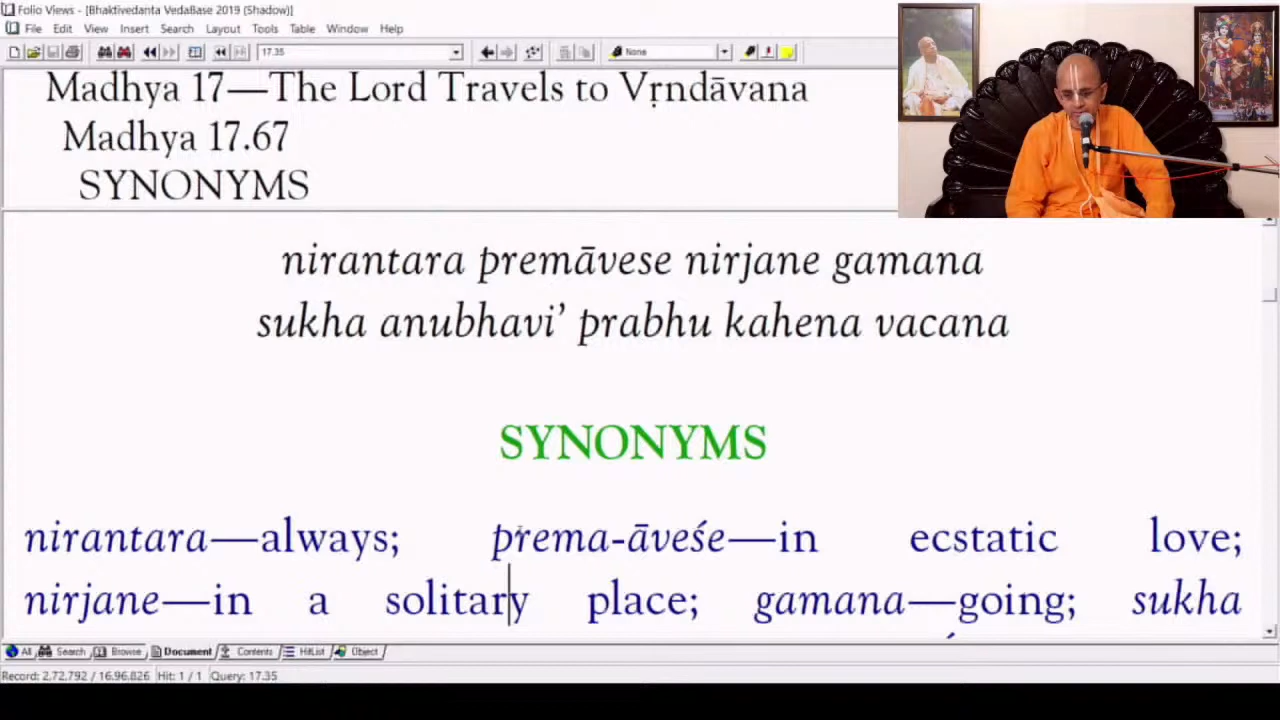 Folio Views - [Bhaktivedanta VedaBase 2019 (Shadow)]
File Edit View Insert Search Layout Tools Table Window Help
17.35 None
Madhya 17—The Lord Travels to Vṛndāvana
Madhya 17.67
SYNONYMS
nirantara premāvese nirjane gamana
sukha anubhavi’ prabhu kahena vacana
SYNONYMS
nirantara—always; prema-āveśe—in ecstatic love;
nirjane—in a solitary place; gamana—going; sukha
All Search Browse Document Contents HitList Object
Record: 2,72,792 / 16,96,826 Hit: 1 / 1 Query: 17.35